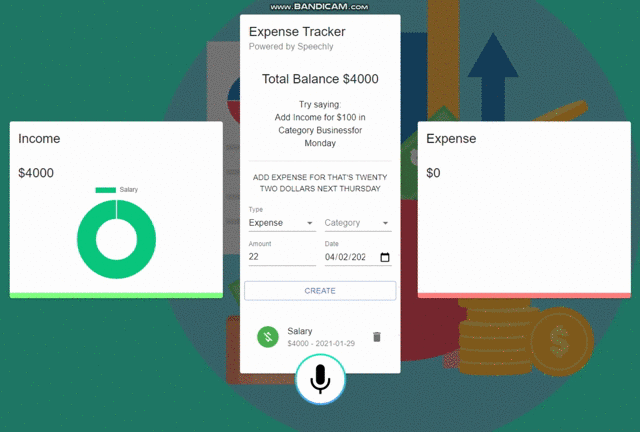 www.BANDICAM.com
Expense Tracker
Powered by Speechly
Total Balance $4000
Try saying:
Add Income for $100 in
Category Businessfor
Monday
ADD EXPENSE FOR THAT'S TWENTY
TWO DOLLARS NEXT THURSDAY
Type
Expense
Category
Amount
22
Date
04/02/202
CREATE
Salary
$4000 - 2021-01-29
Income
$4000
Salary
Expense
$0